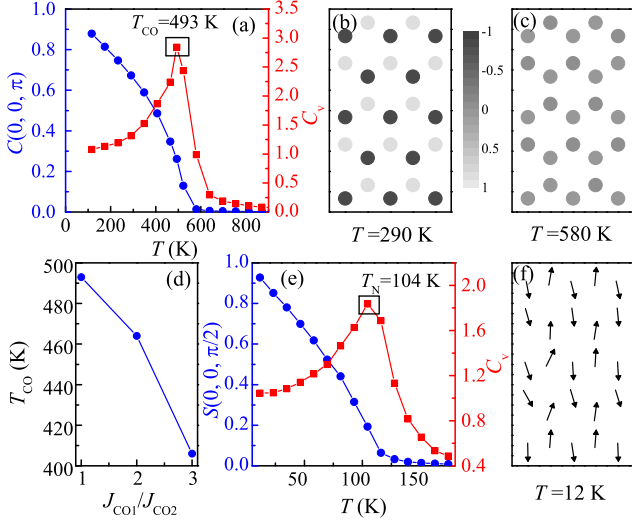 (a) T_CO=493 K
C(0, 0, π)
1.0
0.8
0.6
0.4
0.2
0.0
0 200 400 600 800
T (K)
3.0
2.5
2.0
1.5
1.0
0.5
0.0
C_v
(b)
-1
-0.5
0
0.5
1
T=290 K
(c)
T=580 K
(d)
T_CO (K)
500
480
460
440
420
400
1 2 3
J_CO1/J_CO2
(e) T_N=104 K
S(0, 0, π/2)
1.0
0.8
0.6
0.4
0.2
0.0
50 100 150
T (K)
2.0
1.6
1.2
0.8
0.4
C_v
(f)
T=12 K